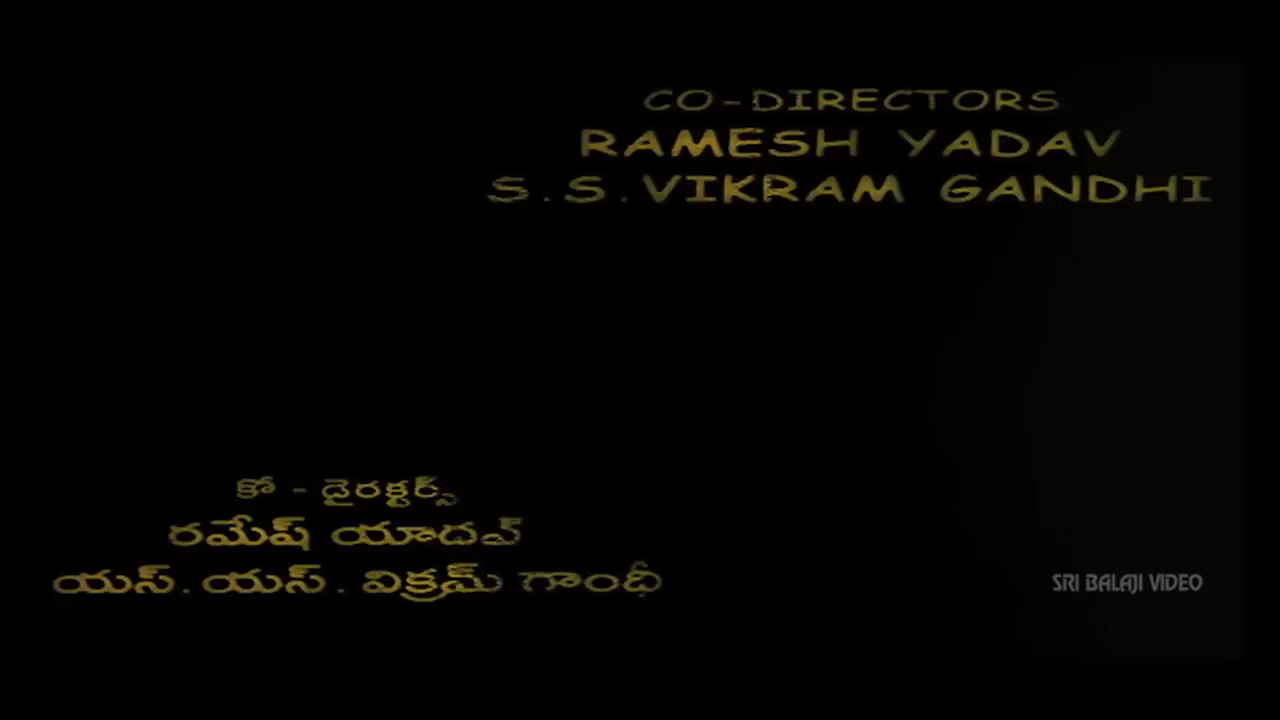 CO-DIRECTORS
RAMESH YADAV
S.S.VIKRAM GANDHI
కో - డైరక్టర్స్
రమేష్ యాదవ్
యస్.యస్. విక్రమ్ గాంధీ
SRI BALAJI VIDEO